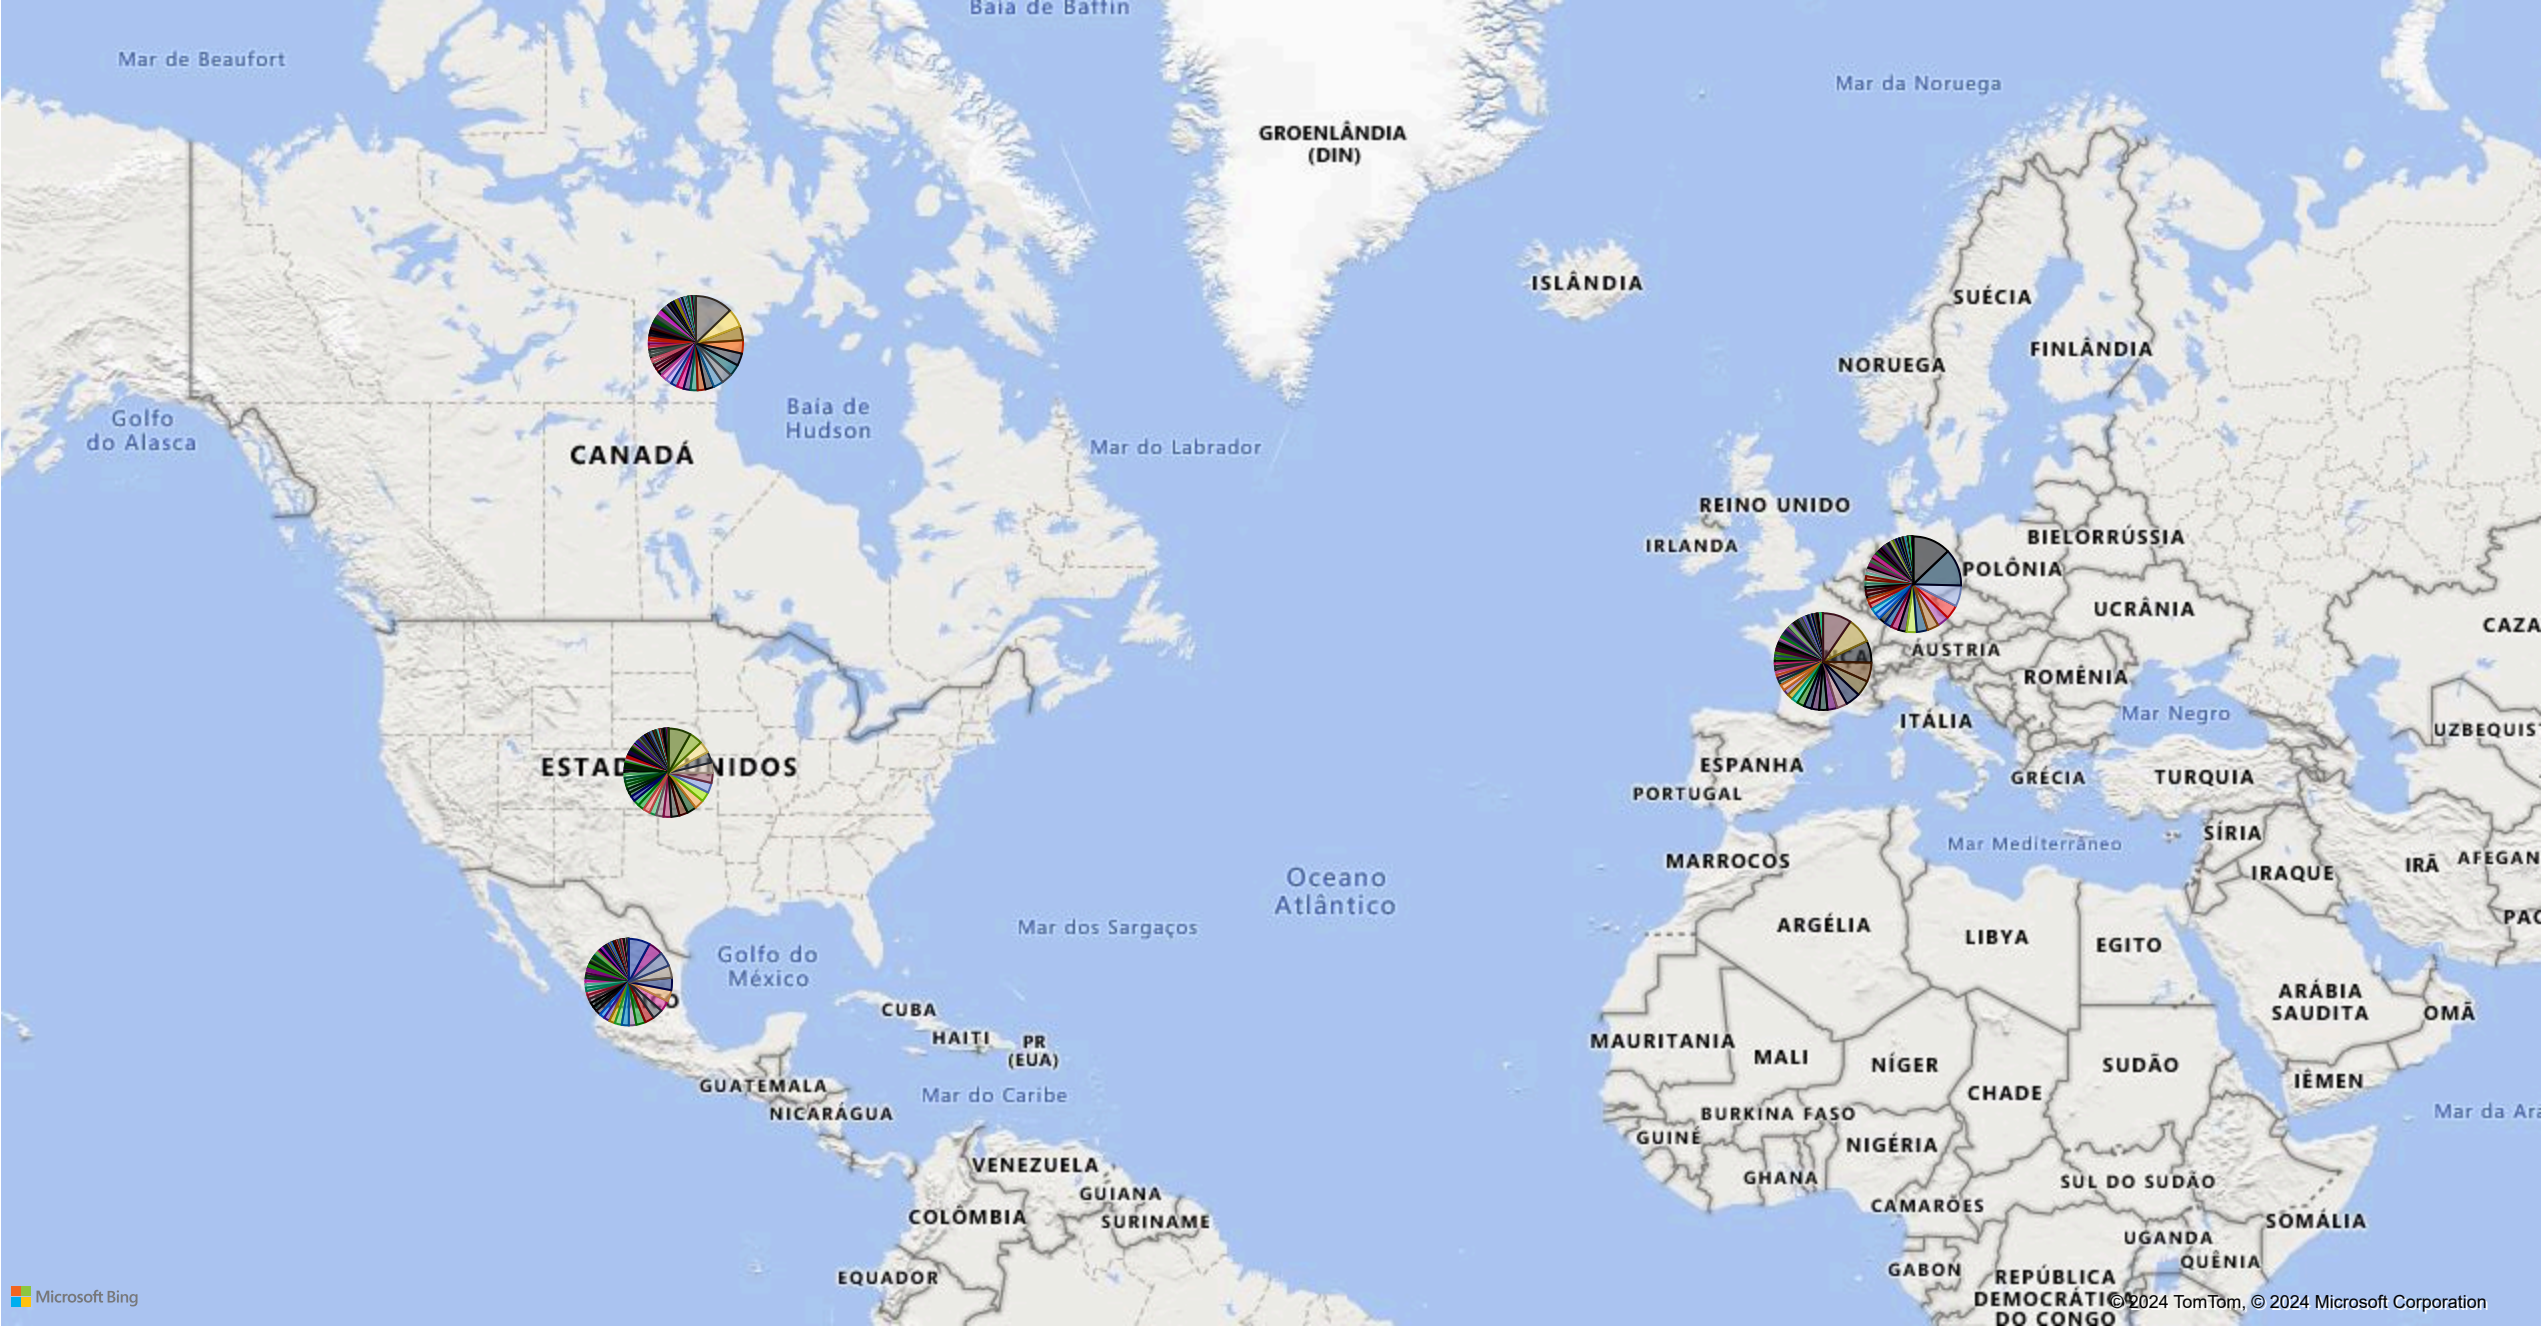 Baía de Baffin
Mar de Beaufort
Mar da Noruega
GROENLÂNDIA
(DIN)
ISLÂNDIA
SUÉCIA
FINLÂNDIA
NORUEGA
Golfo
do Alasca
Baía de
Hudson
CANADÁ
Mar do Labrador
REINO UNIDO
IRLANDA
BIELORRÚSSIA
POLÔNIA
UCRÂNIA
CAZA
ÁUSTRIA
ROMÊNIA
Mar Negro
ITÁLIA
UZBEQUIS
ESTAD
NIDOS
ESPANHA
GRÉCIA
TURQUIA
PORTUGAL
SÍRIA
Mar Mediterrâneo
MARROCOS
IRÃ
AFEGAN
IRAQUE
Oceano
Atlântico
PAQ
ARGÉLIA
Mar dos Sargaços
LIBYA
EGITO
Golfo do
México
ICO
ARÁBIA
SAUDITA
OMÃ
CUBA
HAITI
PR
(EUA)
MAURITANIA
MALI
NÍGER
SUDÃO
CHADE
IÊMEN
GUATEMALA
Mar do Caribe
NICARÁGUA
BURKINA FASO
Mar da Ará
GUINÉ
NIGÉRIA
VENEZUELA
GHANA
SUL DO SUDÃO
GUIANA
CAMARÕES
COLÔMBIA
SURINAME
SOMÁLIA
UGANDA
QUÊNIA
GABON
EQUADOR
REPÚBLICA
DEMOCRÁTIC
DO CONGO
Microsoft Bing
© 2024 TomTom, © 2024 Microsoft Corporation